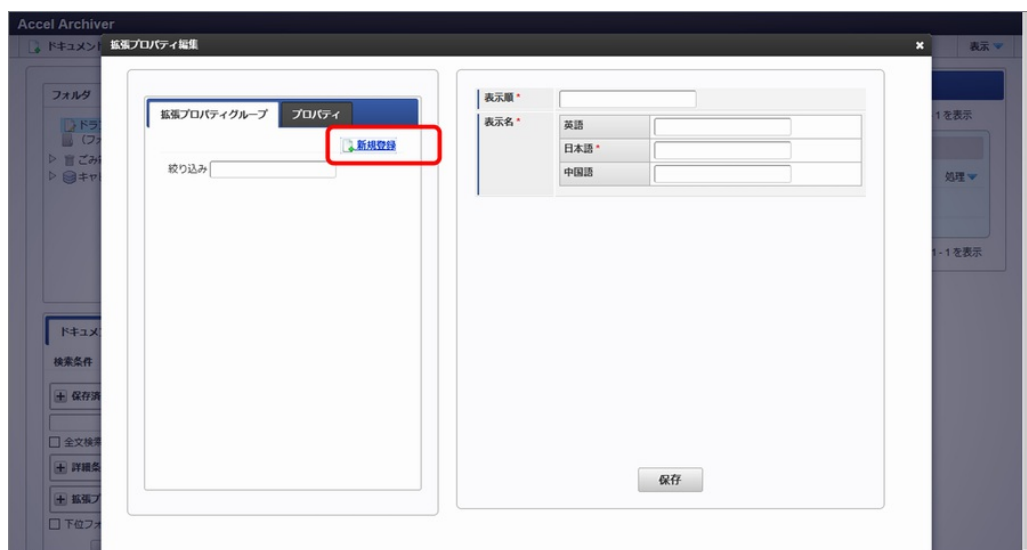 Accel Archiver
ドキュメント
拡張プロパティ編集
×
表示
フォルダ
拡張プロパティグループ
プロパティ
新規登録
絞り込み
表示順 *
表示名 *
英語
日本語 *
中国語
1 を表示
処理
1 - 1 を表示
ドラ
(フ
ごみ
キャ
ドキュメ
検索条件
保存済
全文検索
詳細条
拡張プ
下位フォ
保存